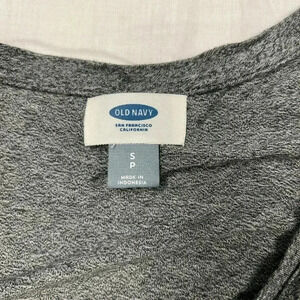 OLD NAVY
SAN FRANCISCO
CALIFORNIA
S
P
MADE IN
INDONESIA